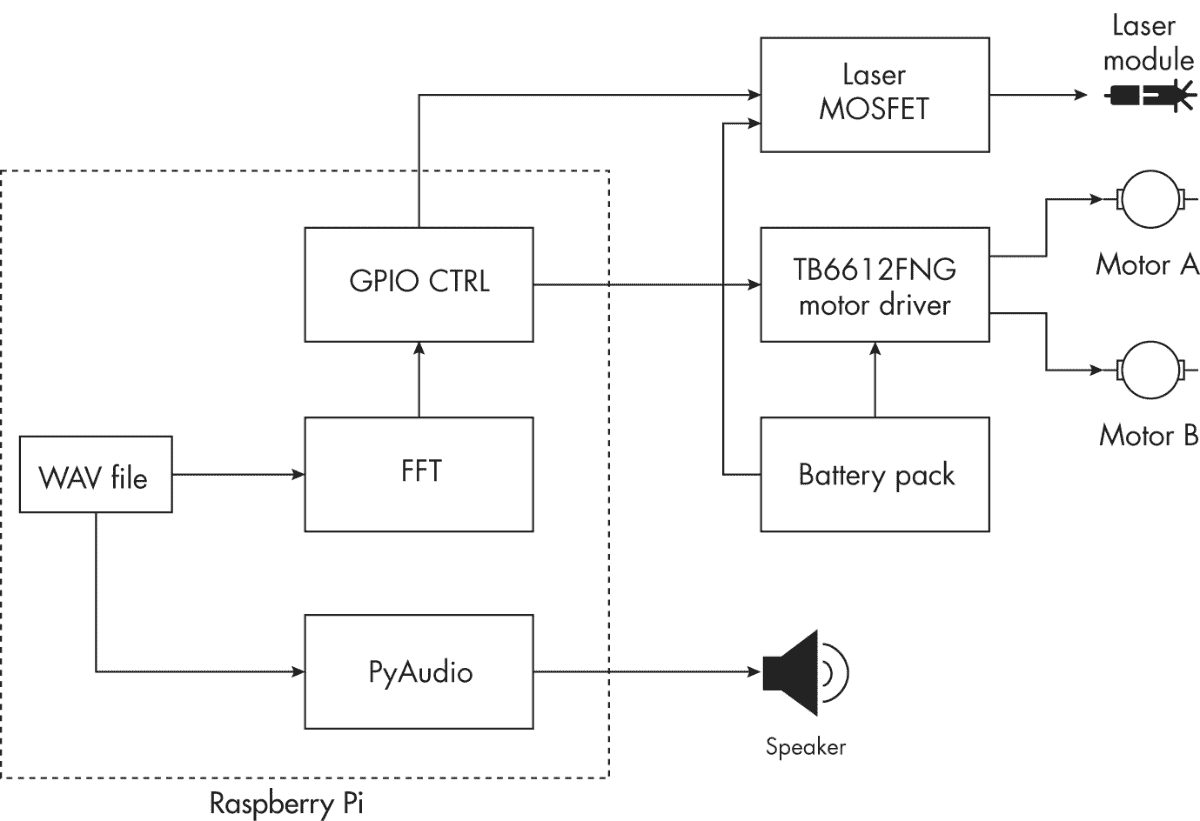 Laser
module
Laser
MOSFET
GPIO CTRL
TB6612FNG
motor driver
Motor A
WAV file
FFT
Battery pack
Motor B
PyAudio
Speaker
Raspberry Pi